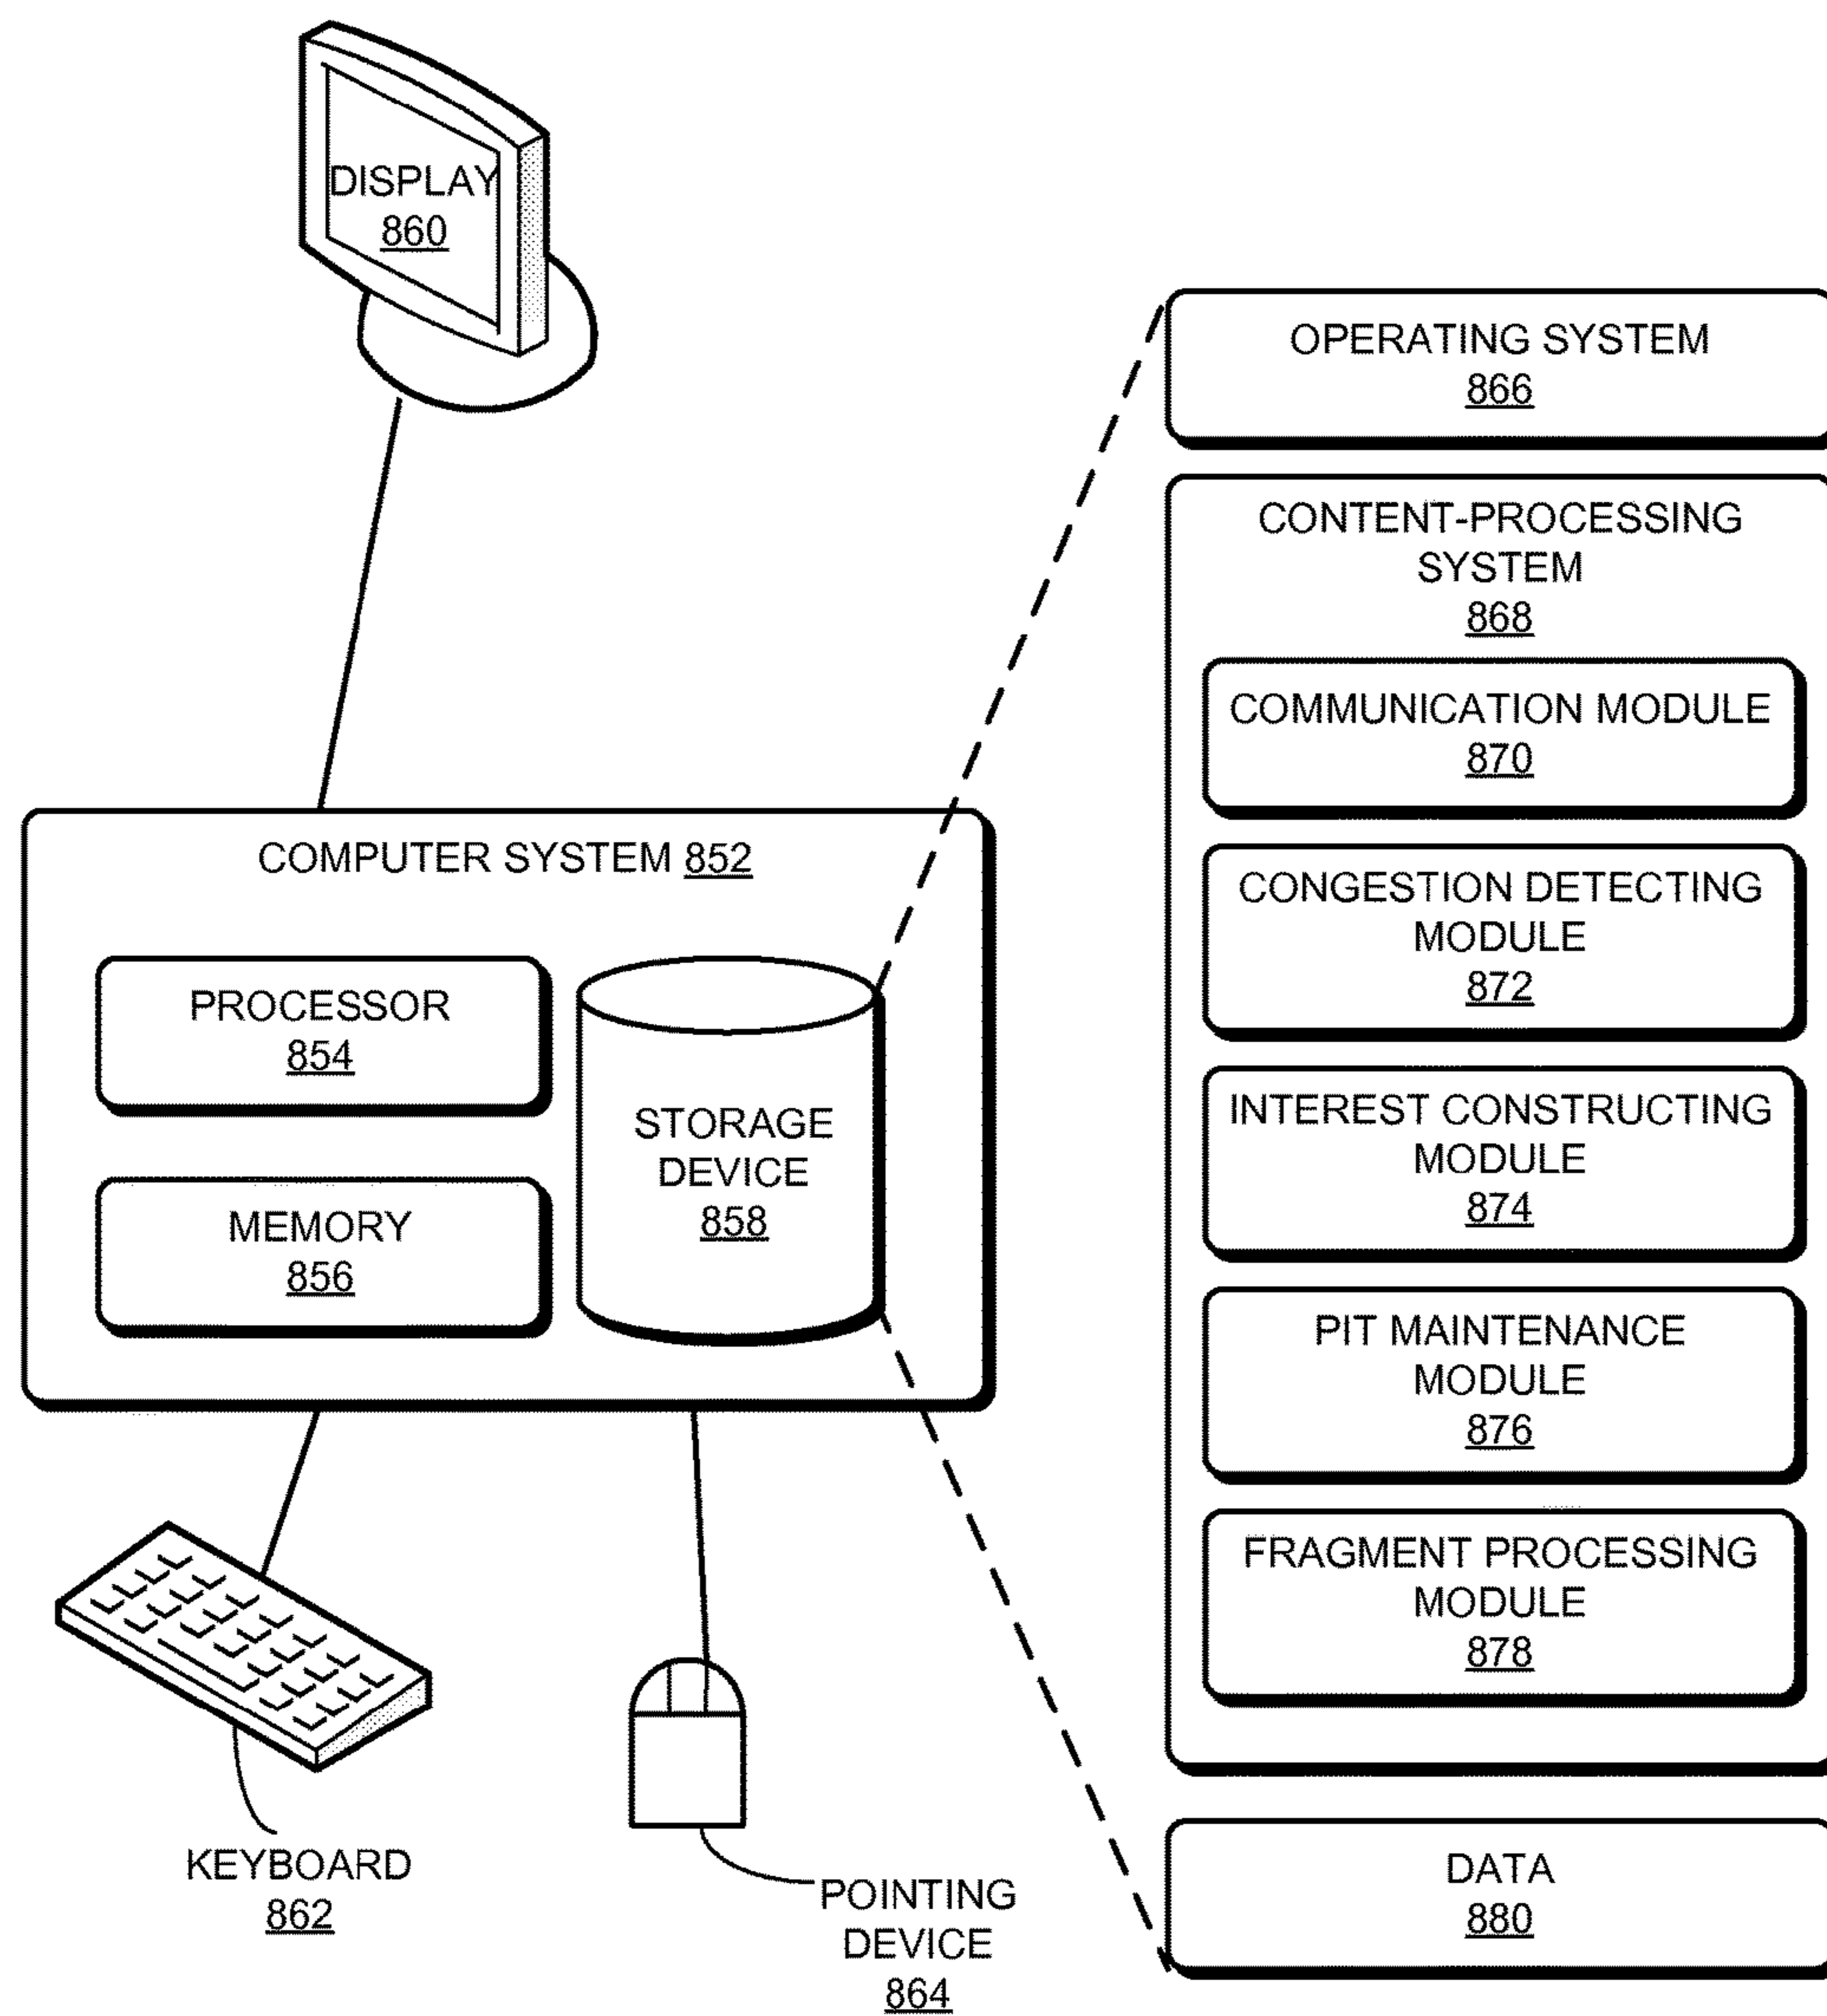 DISPLAY
860
COMPUTER SYSTEM 852
PROCESSOR
854
MEMORY
856
STORAGE
DEVICE
858
KEYBOARD
862
POINTING
DEVICE
864
OPERATING SYSTEM
866
CONTENT-PROCESSING
SYSTEM
868
COMMUNICATION MODULE
870
CONGESTION DETECTING
MODULE
872
INTEREST CONSTRUCTING
MODULE
874
PIT MAINTENANCE
MODULE
876
FRAGMENT PROCESSING
MODULE
878
DATA
880